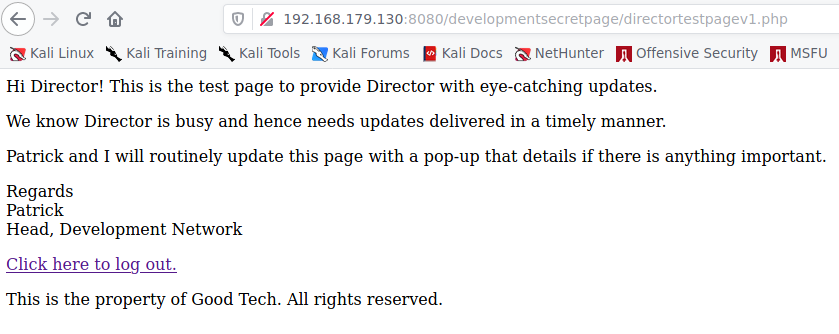 192.168.179.130:8080/developmentsecretpage/directortestpagev1.php
Kali Linux Kali Training Kali Tools Kali Forums Kali Docs NetHunter Offensive Security MSFU
Hi Director! This is the test page to provide Director with eye-catching updates.
We know Director is busy and hence needs updates delivered in a timely manner.
Patrick and I will routinely update this page with a pop-up that details if there is anything important.
Regards
Patrick
Head, Development Network
Click here to log out.
This is the property of Good Tech. All rights reserved.